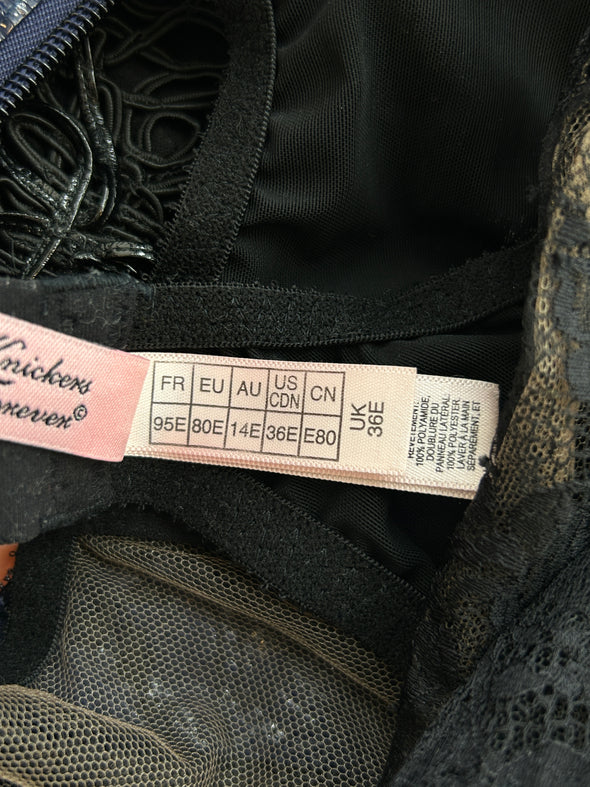 Knickers
Forever©
FR EU AU US CDN CN
95E 80E 14E 36E E80
UK 36E
REVÊTEMENT:
100% POLYAMIDE,
DOUBLURE DU
PANNEAU LATÉRAL
100% POLYESTER
LAVER À LA MAIN
SÉPARÉMENT. ET